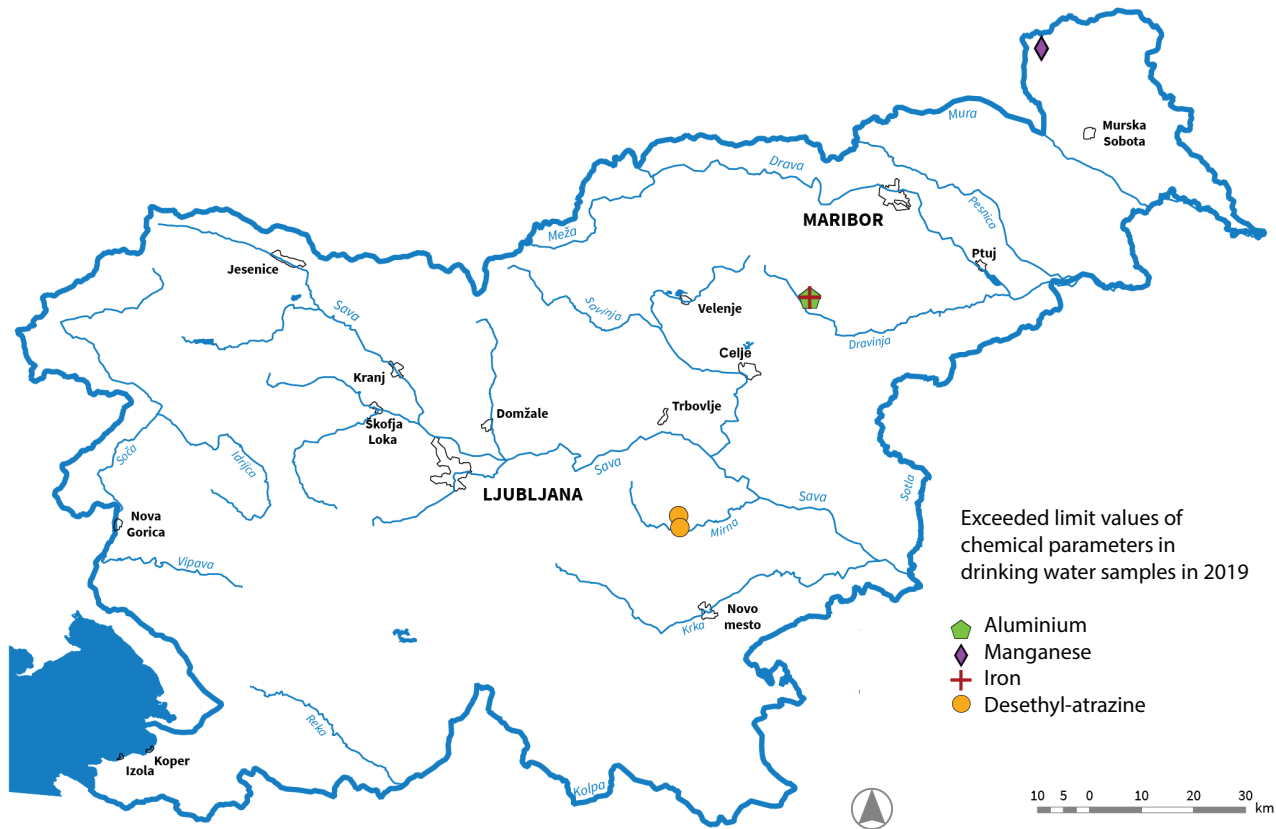 Mura
Murska
Sobota
Drava
MARIBOR
Pesnica
Meža
Ptuj
Jesenice
Sava
Savinja
Velenje
Dravinja
Celje
Kranj
Škofja
Loka
Domžale
Trbovlje
Soča
Idrijca
Sava
LJUBLJANA
Sava
Sotla
Nova
Gorica
Mirna
Vipava
Novo
mesto
Krka
Reka
Koper
Izola
Kolpa
Exceeded limit values of
chemical parameters in
drinking water samples in 2019
Aluminium
Manganese
Iron
Desethyl-atrazine
10 5 0 10 20 30
km